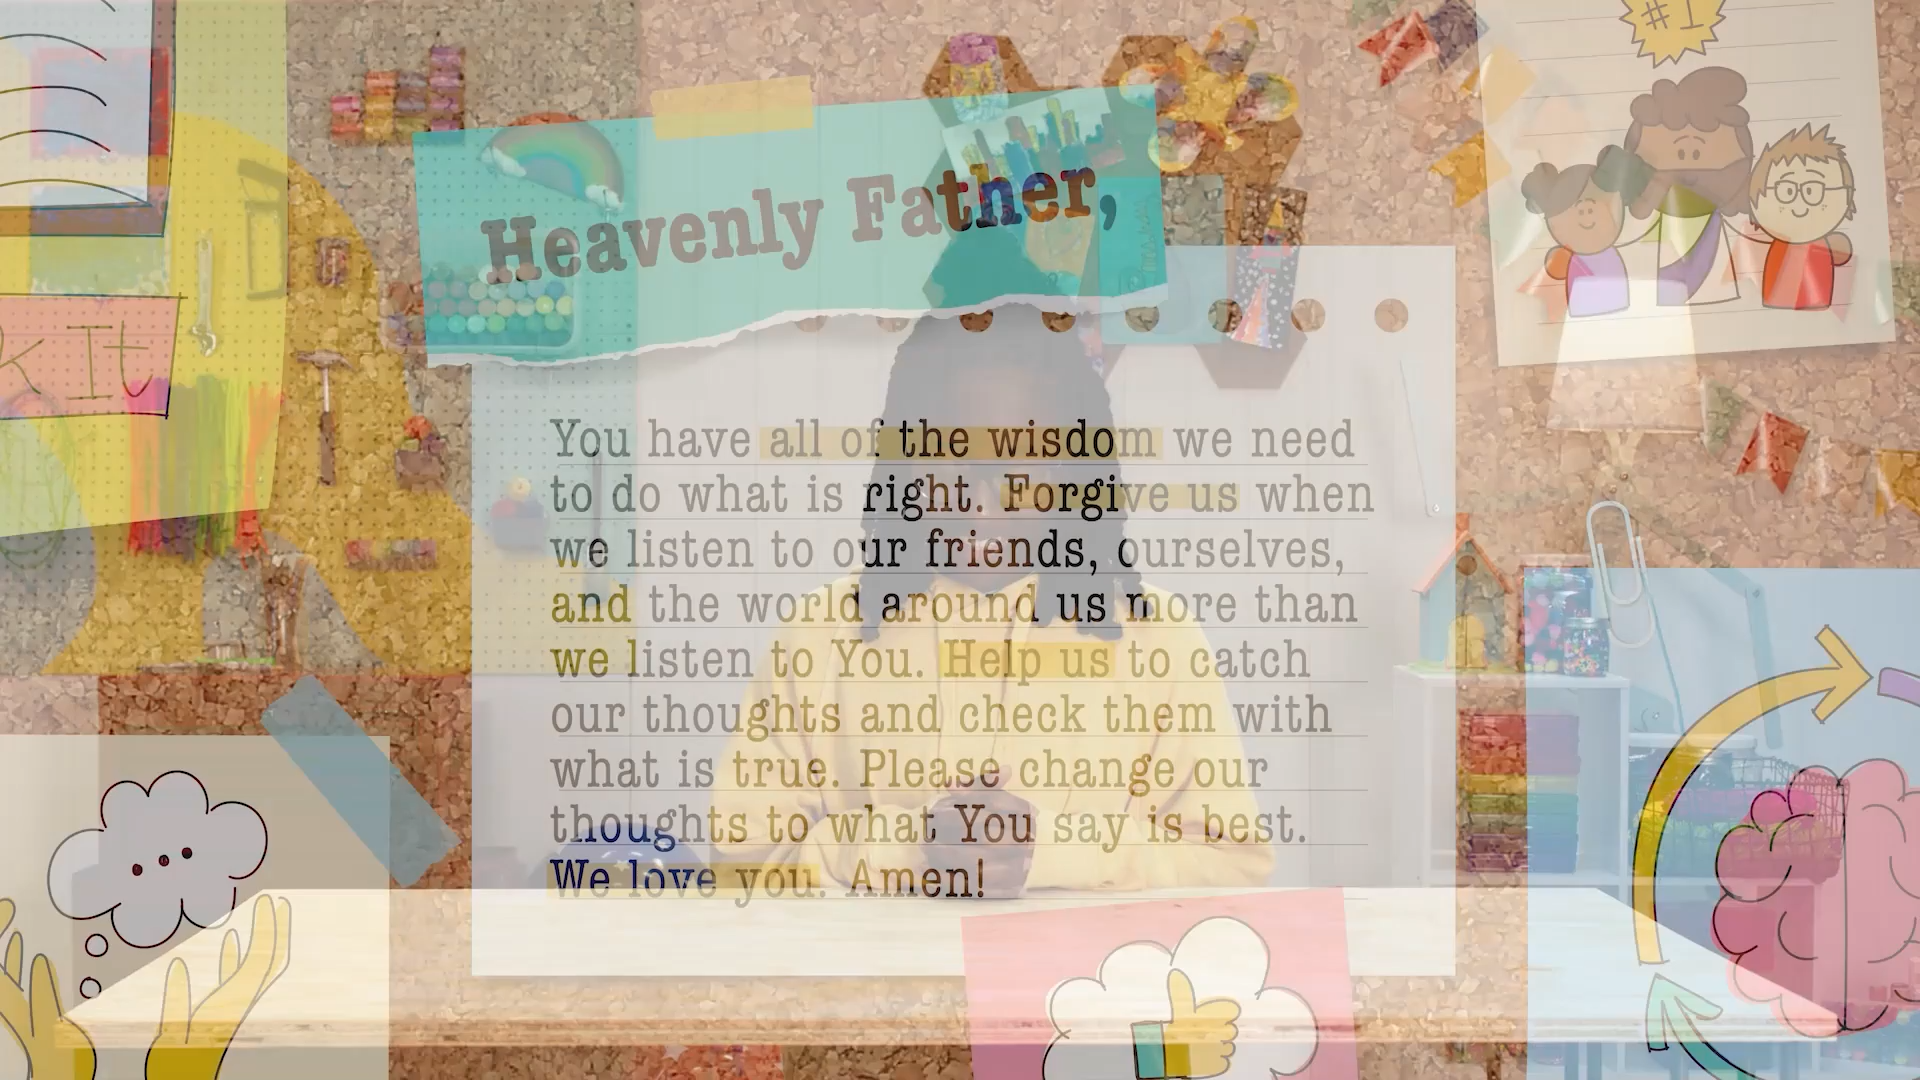 #1
Heavenly Father,
k It
You have all of the wisdom we need
to do what is right. Forgive us when
we listen to our friends, ourselves,
and the world around us more than
we listen to You. Help us to catch
our thoughts and check them with
what is true. Please change our
thoughts to what You say is best.
We love you. Amen!